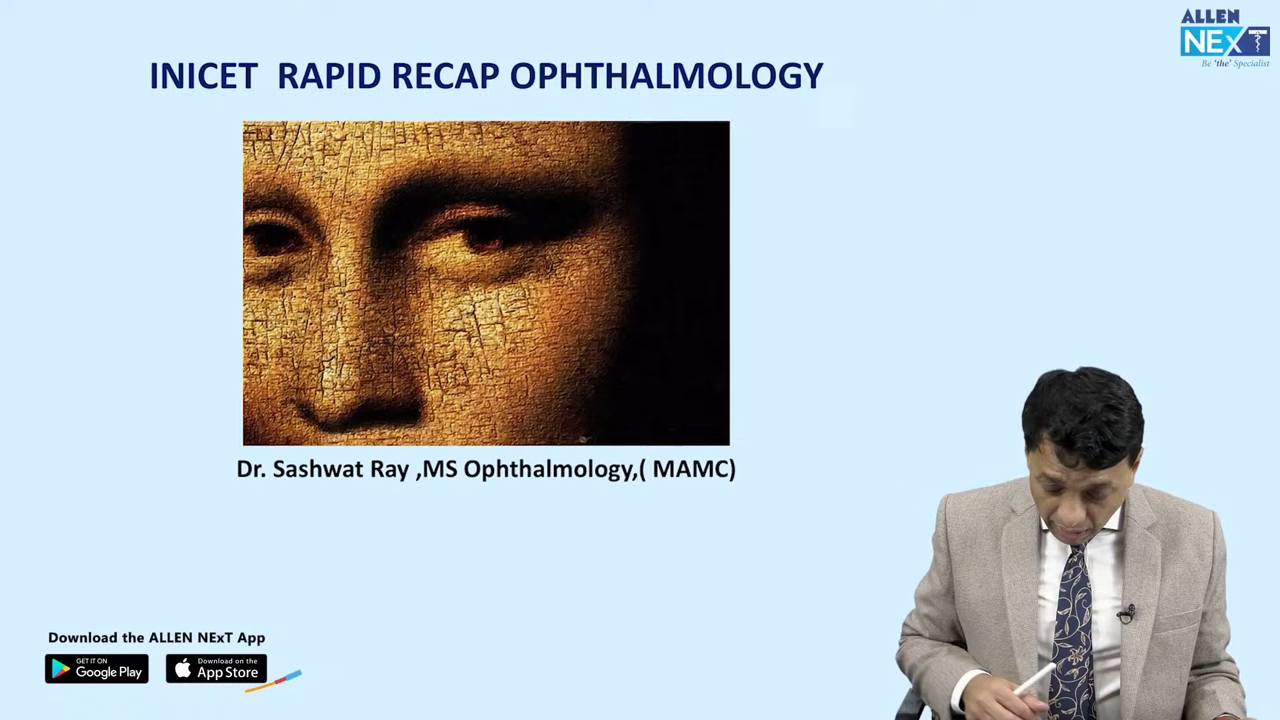 ALLEN
NExT
Be 'the' Specialist
INICET RAPID RECAP OPHTHALMOLOGY
Dr. Sashwat Ray ,MS Ophthalmology,( MAMC)
Download the ALLEN NExT App
GET IT ON
Google Play
Download on the
App Store